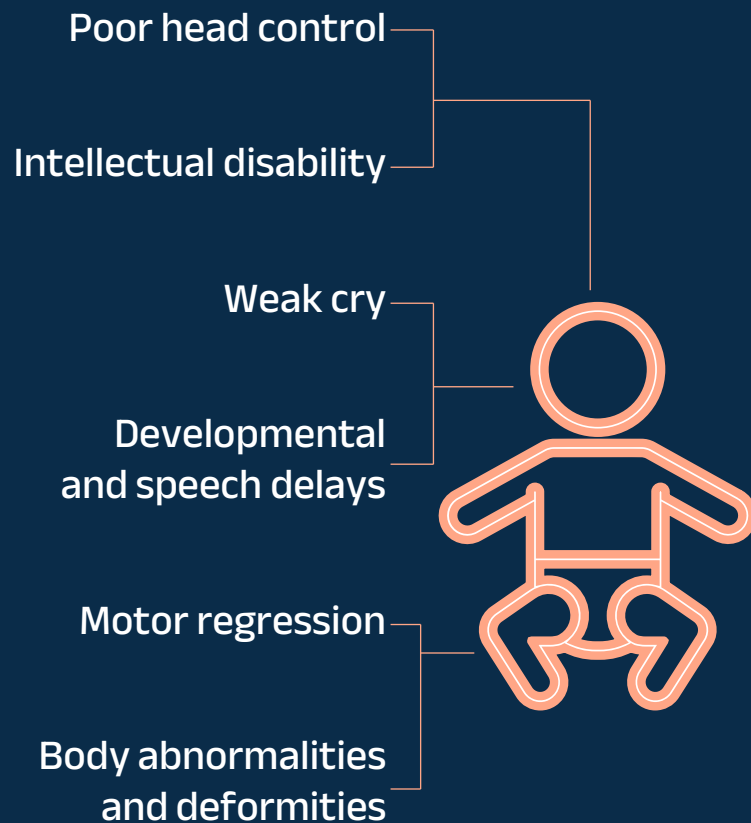 Poor head control
Intellectual disability
Weak cry
Developmental
and speech delays
Motor regression
Body abnormalities
and deformities